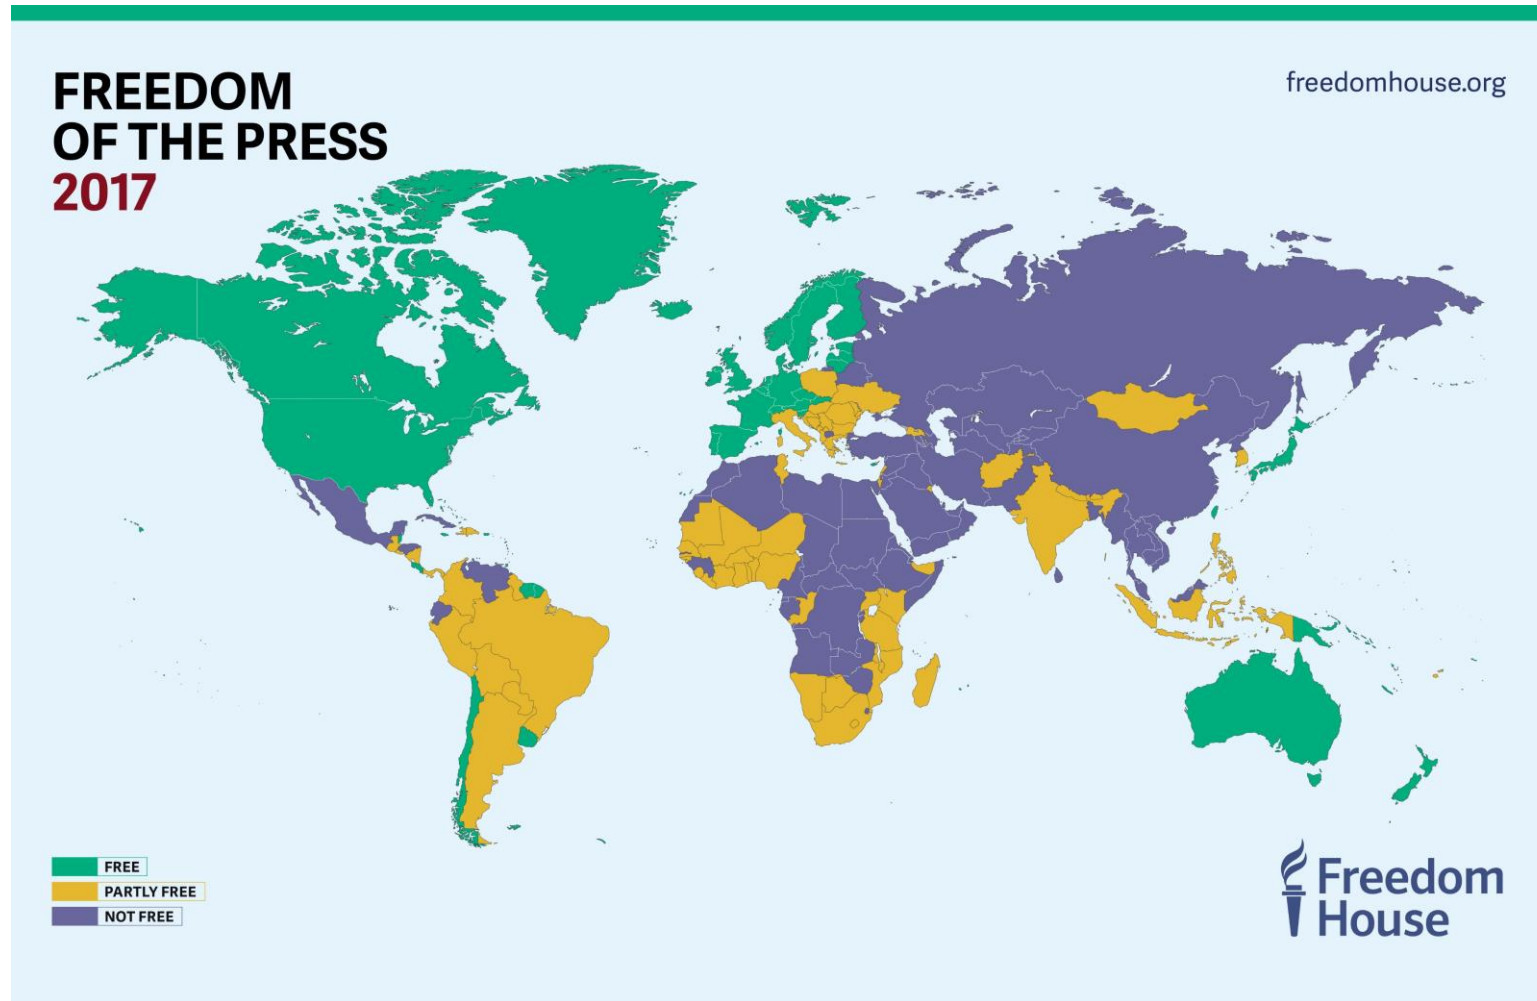 FREEDOM
OF THE PRESS
2017
freedomhouse.org
FREE
PARTLY FREE
NOT FREE
Freedom
House